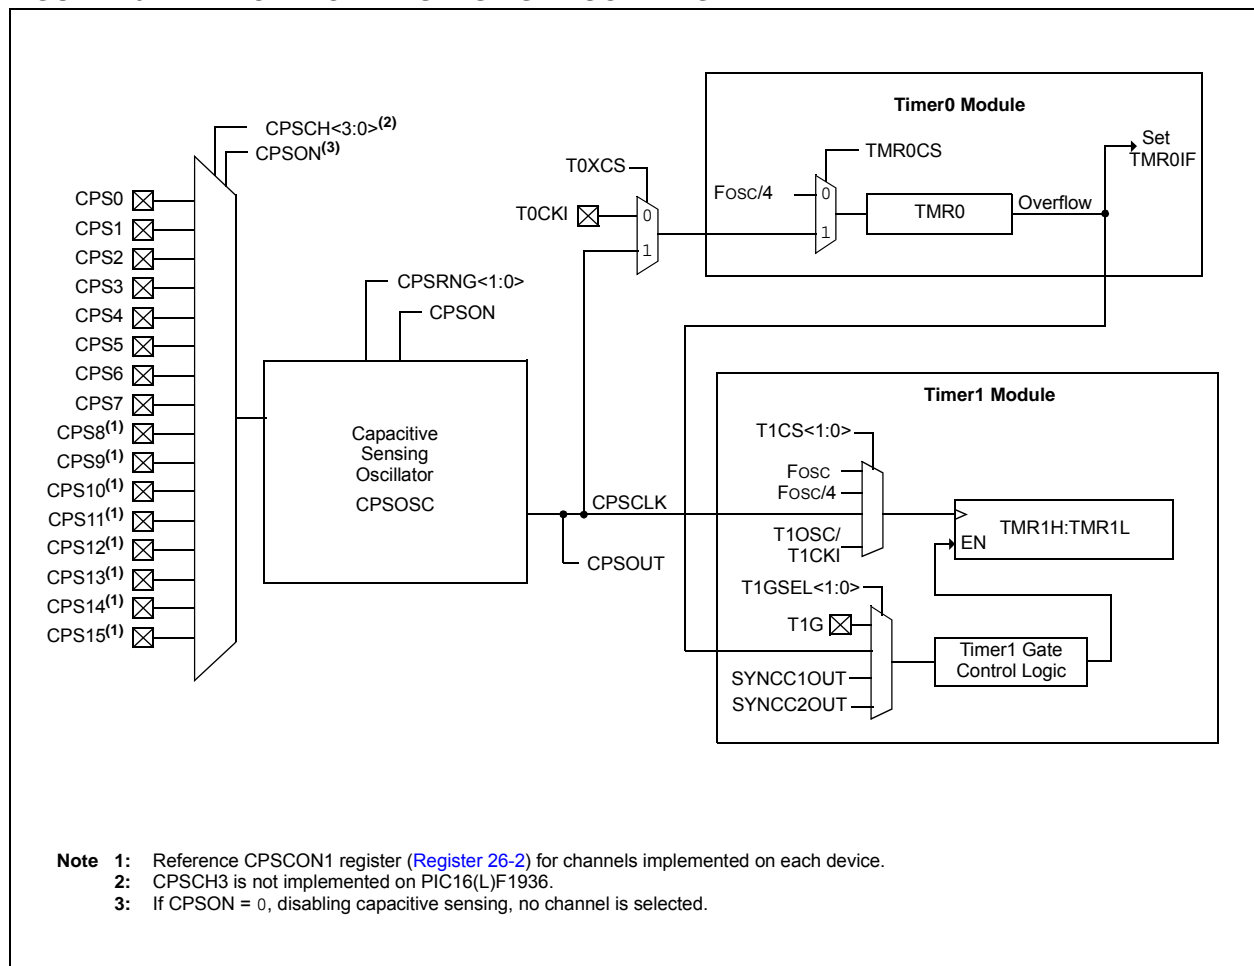 CPSCH<3:0>(2)
CPSON(3)
CPS0
CPS1
CPS2
CPS3
CPS4
CPS5
CPS6
CPS7
CPS8(1)
CPS9(1)
CPS10(1)
CPS11(1)
CPS12(1)
CPS13(1)
CPS14(1)
CPS15(1)
CPSRNG<1:0>
CPSON
Capacitive
Sensing
Oscillator
CPSOSC
CPSCLK
CPSOUT
T0XCS
T0CKI
0
1
Timer0 Module
TMR0CS
FOSC/4
0
1
TMR0
Overflow
Set
TMR0IF
Timer1 Module
T1CS<1:0>
FOSC
FOSC/4
T1OSC/
T1CKI
TMR1H:TMR1L
EN
T1GSEL<1:0>
T1G
SYNCC1OUT
SYNCC2OUT
Timer1 Gate
Control Logic
Note 1: Reference CPSCON1 register (Register 26-2) for channels implemented on each device.
2: CPSCH3 is not implemented on PIC16(L)F1936.
3: If CPSON = 0, disabling capacitive sensing, no channel is selected.